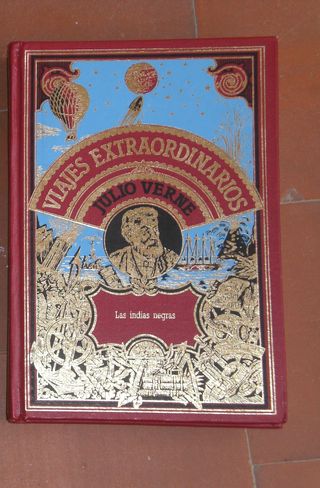 VIAJES EXTRAORDINARIOS
JULIO VERNE
Las indias negras